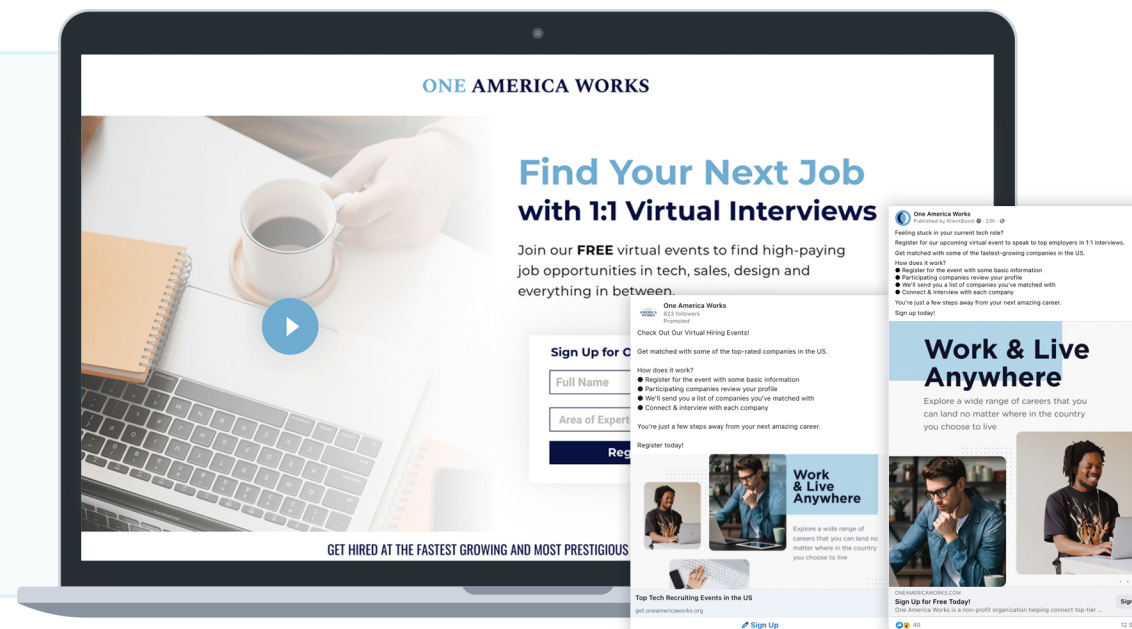 ONE AMERICA WORKS
Find Your Next Job
with 1:1 Virtual Interviews
Join our FREE virtual events to find high-paying
job opportunities in tech, sales, design and
everything in between.
Sign Up for O
Full Name
Area of Expert
Reg
GET HIRED AT THE FASTEST GROWING AND MOST PRESTIGIOUS
One America Works
823 followers
Promoted
Check Out Our Virtual Hiring Events!
Get matched with some of the top-rated companies in the US.
How does it work?
● Register for the event with some basic information
● Participating companies review your profile
● We'll send you a list of companies you've matched with
● Connect & interview with each company
You're just a few steps away from your next amazing career.
Register today!
Work
& Live
Anywhere
Explore a wide range of
careers that you can land no
matter where in the country
you choose to live
Top Tech Recruiting Events in the US
get.oneamericaworks.org
Sign Up
One America Works
Published by KlientBoost · 23h ·
Feeling stuck in your current tech role?
Register for our upcoming virtual event to speak to top employers in 1:1 interviews.
Get matched with some of the fastest-growing companies in the US.
How does it work?
● Register for the event with some basic information
● Participating companies review your profile
● We'll send you a list of companies you've matched with
● Connect & interview with each company
You're just a few steps away from your next amazing career.
Sign up today!
Work & Live
Anywhere
Explore a wide range of careers that you
can land no matter where in the country
you choose to live
ONEAMERICAWORKS.COM
Sign Up for Free Today!
One America Works is a non-profit organization helping connect top-tier ...
Sign
40
12 S